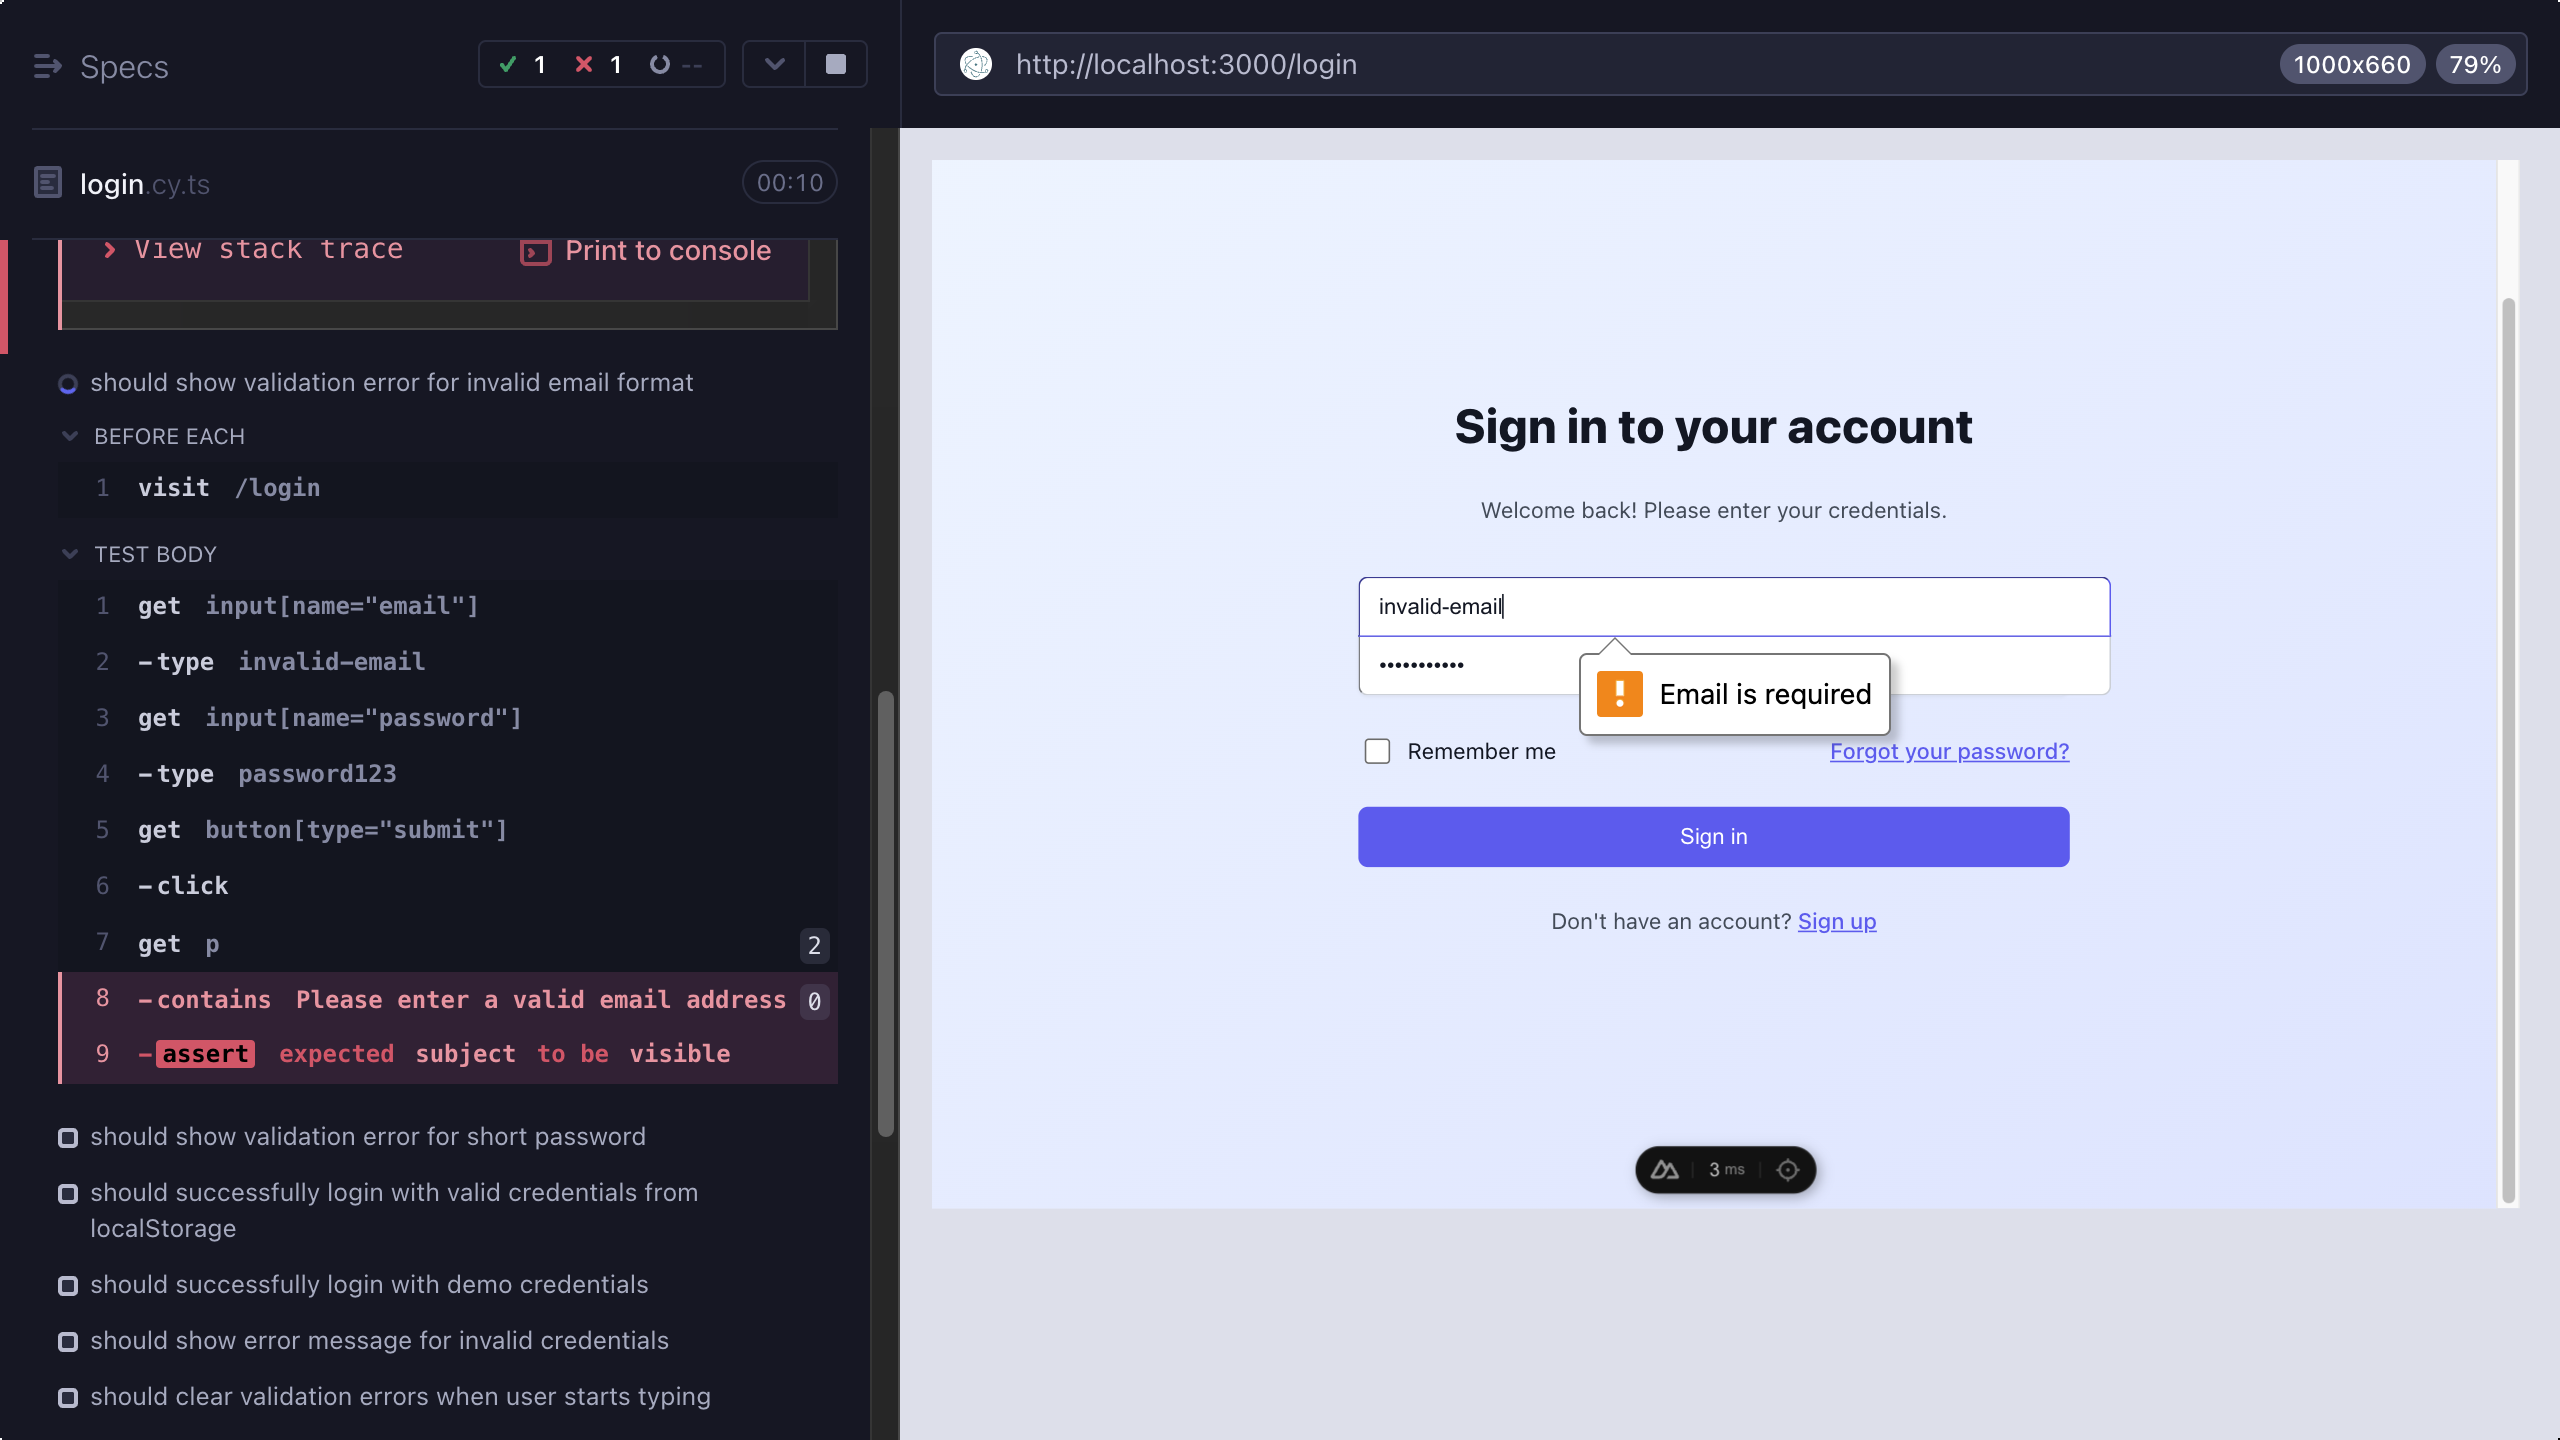 Specs
1 1 --
login.cy.ts 00:10
View stack trace Print to console
should show validation error for invalid email format
BEFORE EACH
1 visit /login
TEST BODY
1 get input[name="email"]
2 -type invalid-email
3 get input[name="password"]
4 -type password123
5 get button[type="submit"]
6 -click
7 get p 2
8 -contains Please enter a valid email address 0
9 -assert expected subject to be visible
should show validation error for short password
should successfully login with valid credentials from
localStorage
should successfully login with demo credentials
should show error message for invalid credentials
should clear validation errors when user starts typing
http://localhost:3000/login 1000x660 79%
Sign in to your account
Welcome back! Please enter your credentials.
invalid-email
•••••••••••
Email is required
Remember me Forgot your password?
Sign in
Don't have an account? Sign up
3 ms